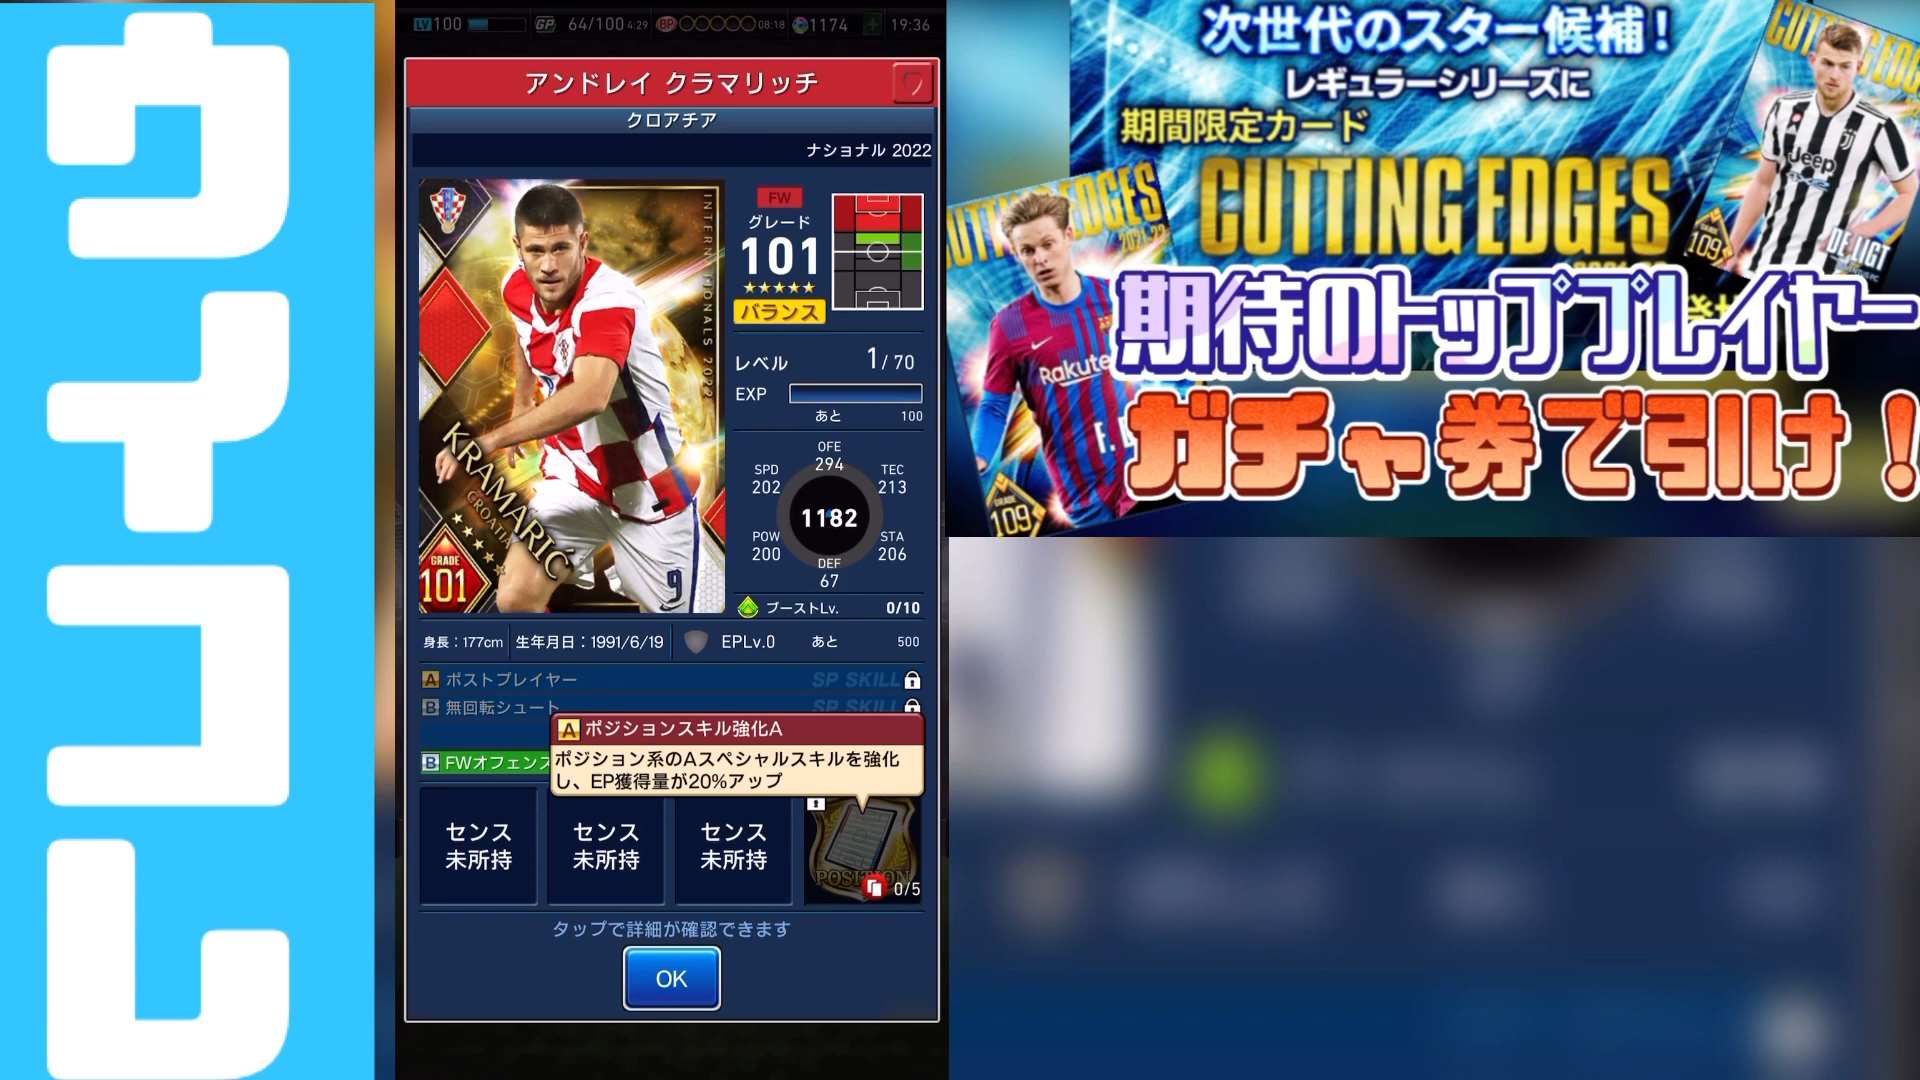 ウイコレ
LV 100 GP 64/100 4:29 BP 08:18 1174 19:36
アンドレイ クラマリッチ
クロアチア
ナショナル 2022
INTERNATIONALS 2022
KRAMARIĆ
CROATIA
GRADE
101
9
FW
グレード
101
★★★★★
バランス
レベル 1/70
EXP
あと 100
OFE
294
SPD
202
TEC
213
1182
POW
200
STA
206
DEF
67
ブーストLv. 0/10
身長:177cm 生年月日:1991/6/19 EPLv.0 あと 500
A ポストプレイヤー SP SKILL
B 無回転シュート SP SKILL
A ポジションスキル強化A
ポジション系のAスペシャルスキルを強化
し、EP獲得量が20%アップ
B FWオフェンス
センス
未所持
センス
未所持
センス
未所持
POSITION
0/5
タップで詳細が確認できます
OK
次世代のスター候補!
レギュラーシリーズに
期間限定カード
CUTTING EDGES
期待のトッププレイヤー
ガチャ券で引け!
CUTTING EDGES
2021-22
Rakute
GRADE
109
Jeep
DE LIGT
GRADE
109